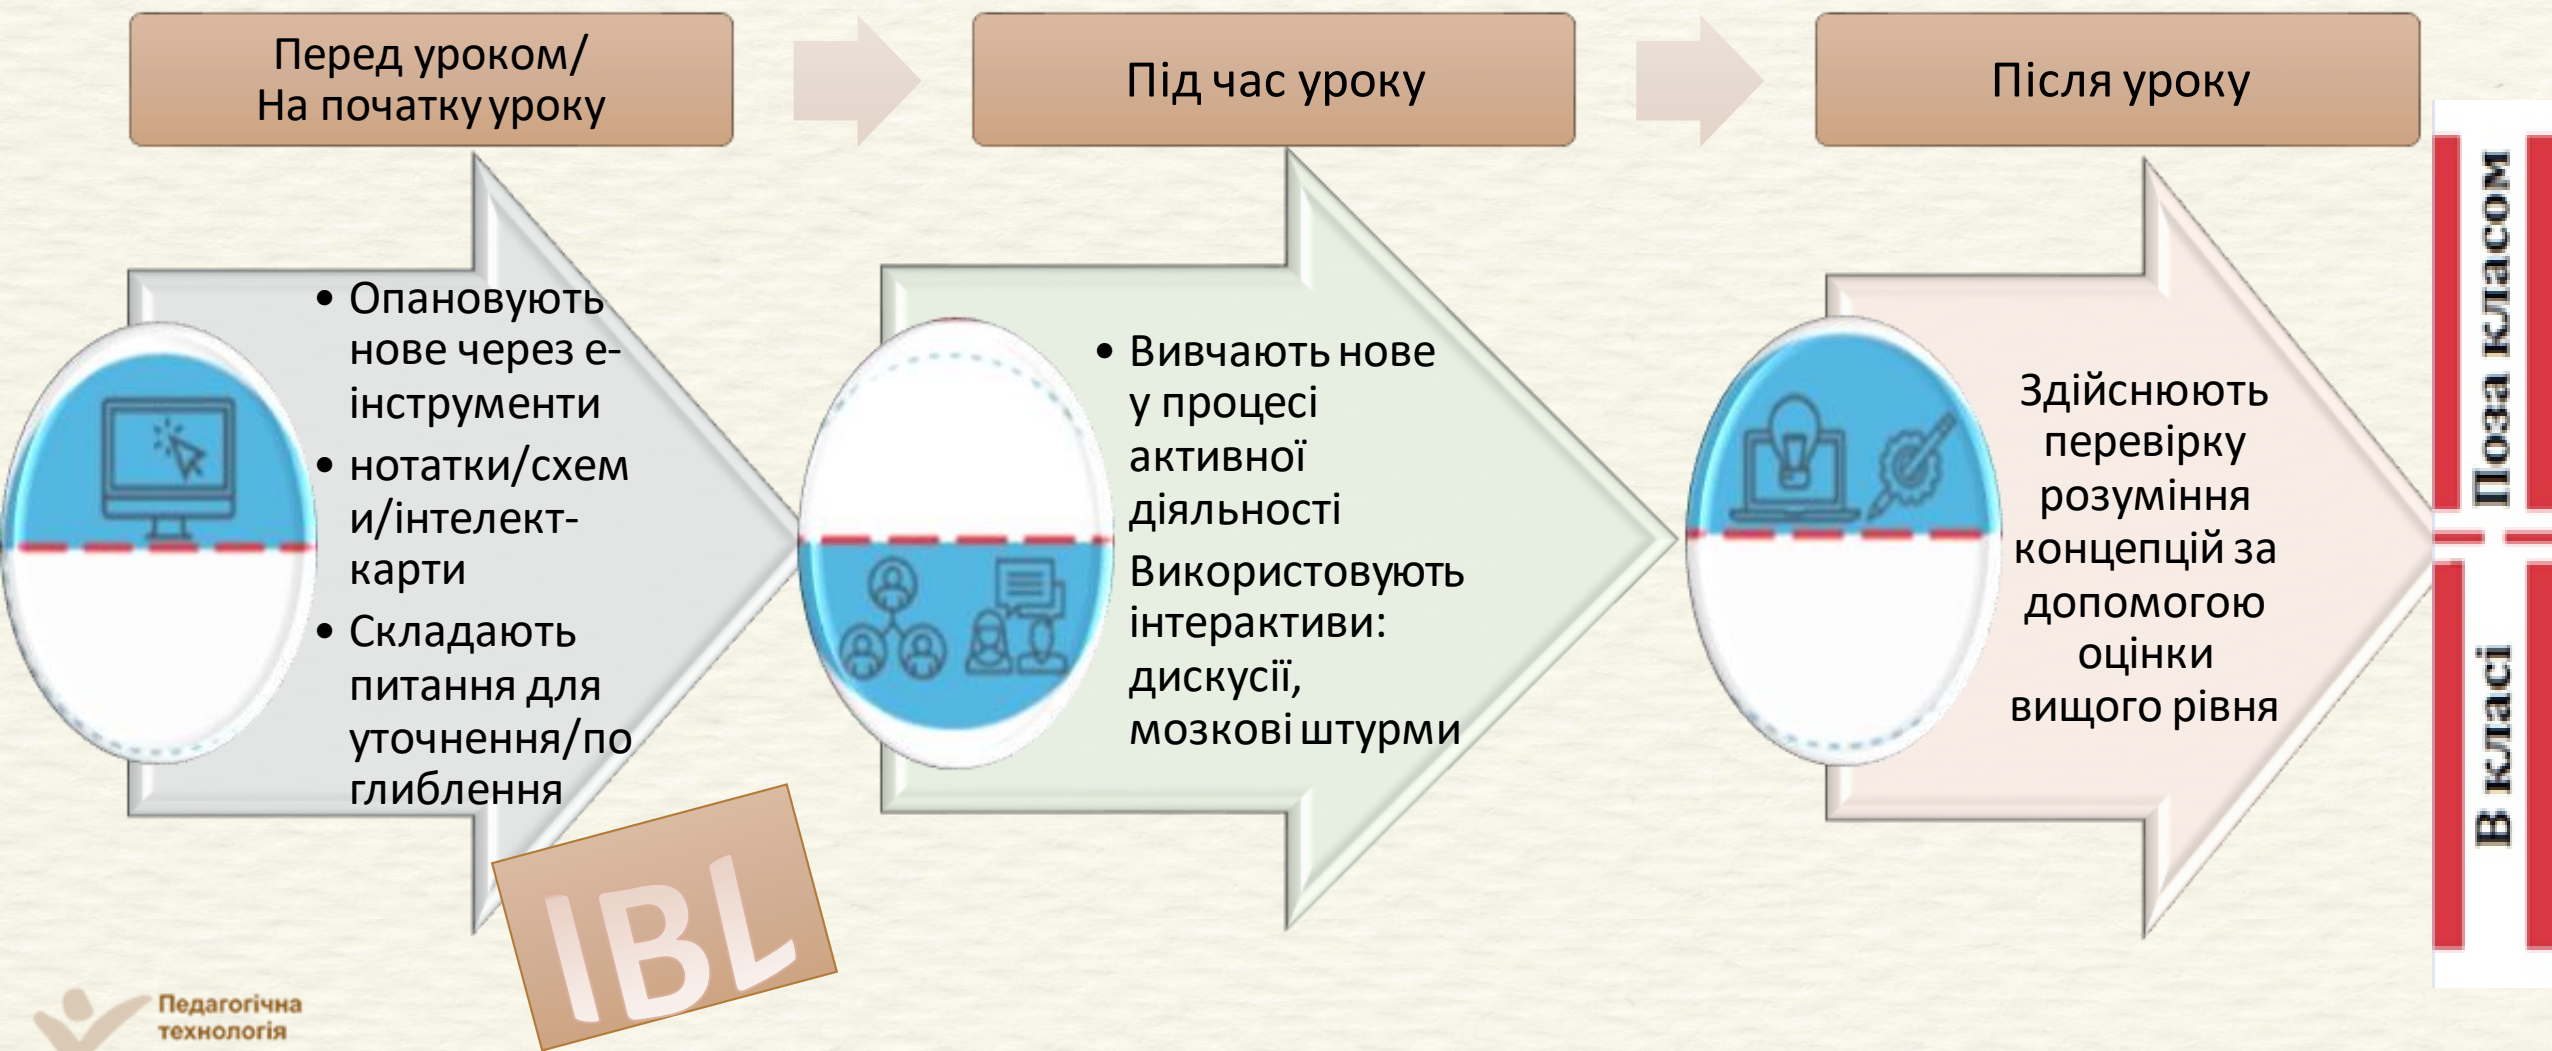 Перед уроком/
На початку уроку
Під час уроку
Після уроку
• Опановують
нове через е-
інструменти
• нотатки/схем
и/інтелект-
карти
• Складають
питання для
уточнення/по
глиблення
• Вивчають нове
у процесі
активної
діяльності
Використовують
інтерактиви:
дискусії,
мозкові штурми
Здійснюють
перевірку
розуміння
концепцій за
допомогою
оцінки
вищого рівня
Поза класом
В класі
IBL
Педагогічна
технологія